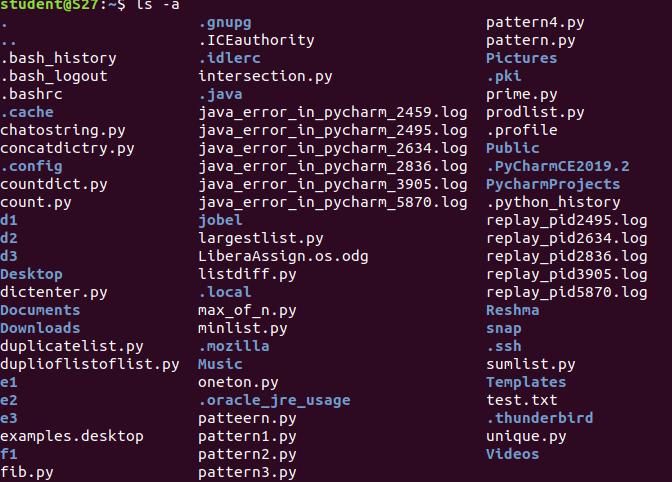 student@S27:~$ ls -a
. .gnupg pattern4.py
.. .ICEauthority pattern.py
.bash_history .idlerc Pictures
.bash_logout intersection.py .pki
.bashrc .java prime.py
.cache java_error_in_pycharm_2459.log prodlist.py
chatostring.py java_error_in_pycharm_2495.log .profile
concatdictry.py java_error_in_pycharm_2634.log Public
.config java_error_in_pycharm_2836.log .PyCharmCE2019.2
countdict.py java_error_in_pycharm_3905.log PycharmProjects
count.py java_error_in_pycharm_5870.log .python_history
d1 jobel replay_pid2495.log
d2 largestlist.py replay_pid2634.log
d3 LiberaAssign.os.odg replay_pid2836.log
Desktop listdiff.py replay_pid3905.log
dictenter.py .local replay_pid5870.log
Documents max_of_n.py Reshma
Downloads minlist.py snap
duplicatelist.py .mozilla .ssh
duplioflistoflist.py Music sumlist.py
e1 oneton.py Templates
e2 .oracle_jre_usage test.txt
e3 patteern.py .thunderbird
examples.desktop pattern1.py unique.py
f1 pattern2.py Videos
fib.py pattern3.py